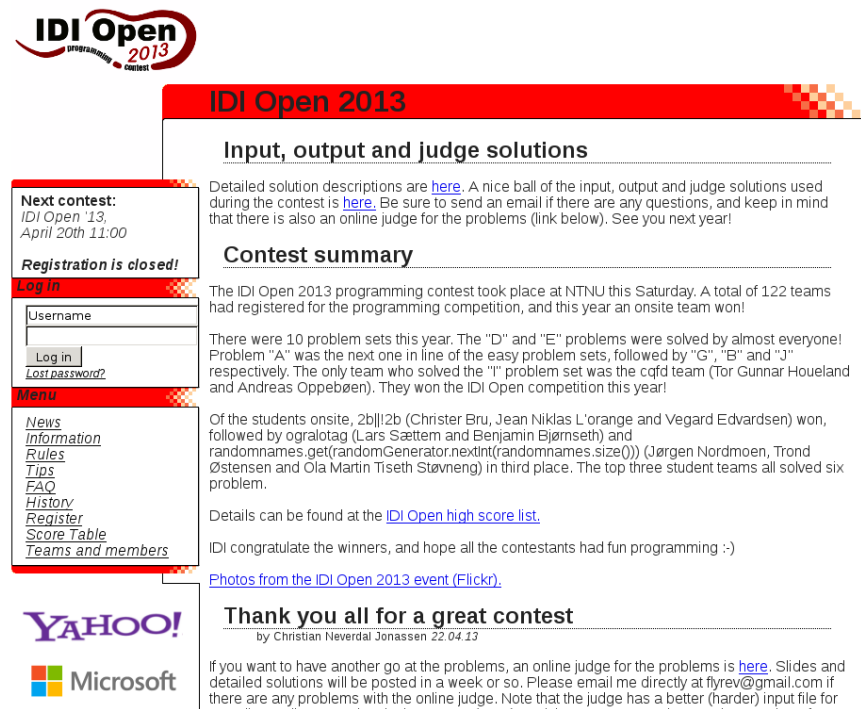 IDI Open
programming
2013
contest
IDI Open 2013
Next contest:
IDI Open '13,
April 20th 11:00
Registration is closed!
Log in
Username
Log in
Lost password?
Menu
News
Information
Rules
Tips
FAQ
History
Register
Score Table
Teams and members
YAHOO!
Microsoft
Input, output and judge solutions
Detailed solution descriptions are here. A nice ball of the input, output and judge solutions used
during the contest is here. Be sure to send an email if there are any questions, and keep in mind
that there is also an online judge for the problems (link below). See you next year!
Contest summary
The IDI Open 2013 programming contest took place at NTNU this Saturday. A total of 122 teams
had registered for the programming competition, and this year an onsite team won!
There were 10 problem sets this year. The "D" and "E" problems were solved by almost everyone!
Problem "A" was the next one in line of the easy problem sets, followed by "G", "B" and "J"
respectively. The only team who solved the "I" problem set was the cqfd team (Tor Gunnar Houeland
and Andreas Oppebøen). They won the IDI Open competition this year!
Of the students onsite, 2b||!2b (Christer Bru, Jean Niklas L'orange and Vegard Edvardsen) won,
followed by ogralotag (Lars Sættem and Benjamin Bjørnseth) and
randomnames.get(randomGenerator.nextInt(randomnames.size())) (Jørgen Nordmoen, Trond
Østensen and Ola Martin Tiseth Støvneng) in third place. The top three student teams all solved six
problem.
Details can be found at the IDI Open high score list.
IDI congratulate the winners, and hope all the contestants had fun programming :-)
Photos from the IDI Open 2013 event (Flickr).
Thank you all for a great contest
by Christian Neverdal Jonassen 22.04.13
If you want to have another go at the problems, an online judge for the problems is here. Slides and
detailed solutions will be posted in a week or so. Please email me directly at flyrev@gmail.com if
there are any problems with the online judge. Note that the judge has a better (harder) input file for